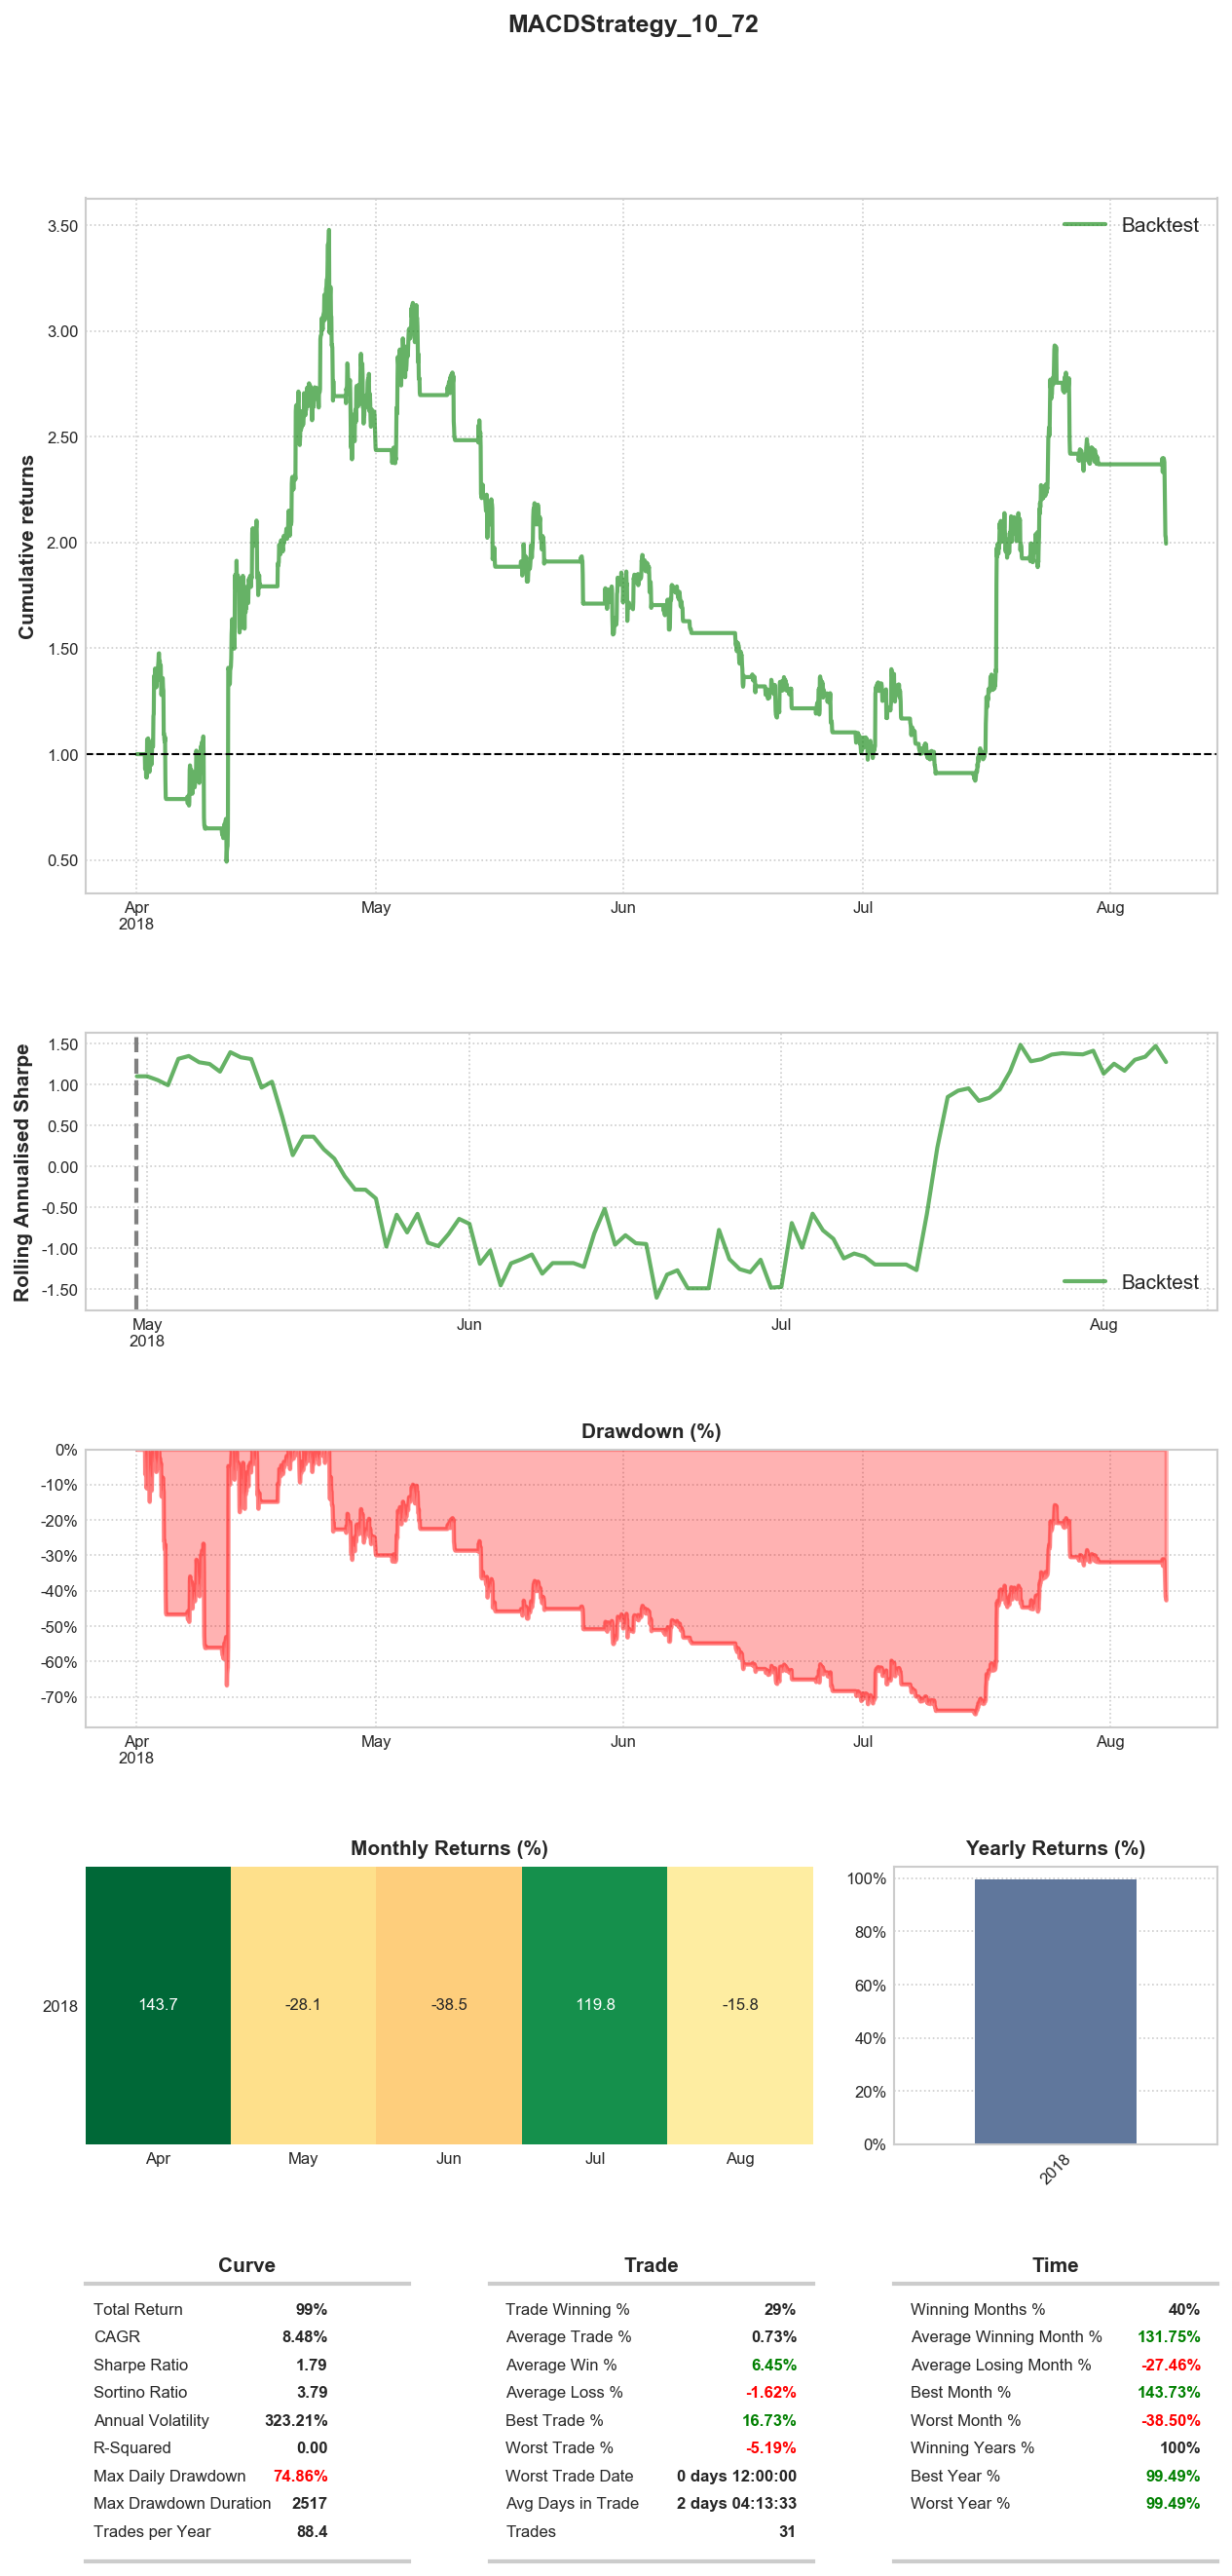 MACDStrategy_10_72
Cumulative returns
3.50
3.00
2.50
2.00
1.50
1.00
0.50
Backtest
Apr
2018
May
Jun
Jul
Aug
Rolling Annualised Sharpe
1.50
1.00
0.50
0.00
-0.50
-1.00
-1.50
Backtest
May
2018
Jun
Jul
Aug
Drawdown (%)
0%
-10%
-20%
-30%
-40%
-50%
-60%
-70%
Apr
2018
May
Jun
Jul
Aug
Monthly Returns (%)
2018
143.7 -28.1 -38.5 119.8 -15.8
Apr May Jun Jul Aug
Yearly Returns (%)
100%
80%
60%
40%
20%
0%
2018
Curve
Total Return 99%
CAGR 8.48%
Sharpe Ratio 1.79
Sortino Ratio 3.79
Annual Volatility 323.21%
R-Squared 0.00
Max Daily Drawdown 74.86%
Max Drawdown Duration 2517
Trades per Year 88.4
Trade
Trade Winning % 29%
Average Trade % 0.73%
Average Win % 6.45%
Average Loss % -1.62%
Best Trade % 16.73%
Worst Trade % -5.19%
Worst Trade Date 0 days 12:00:00
Avg Days in Trade 2 days 04:13:33
Trades 31
Time
Winning Months % 40%
Average Winning Month % 131.75%
Average Losing Month % -27.46%
Best Month % 143.73%
Worst Month % -38.50%
Winning Years % 100%
Best Year % 99.49%
Worst Year % 99.49%